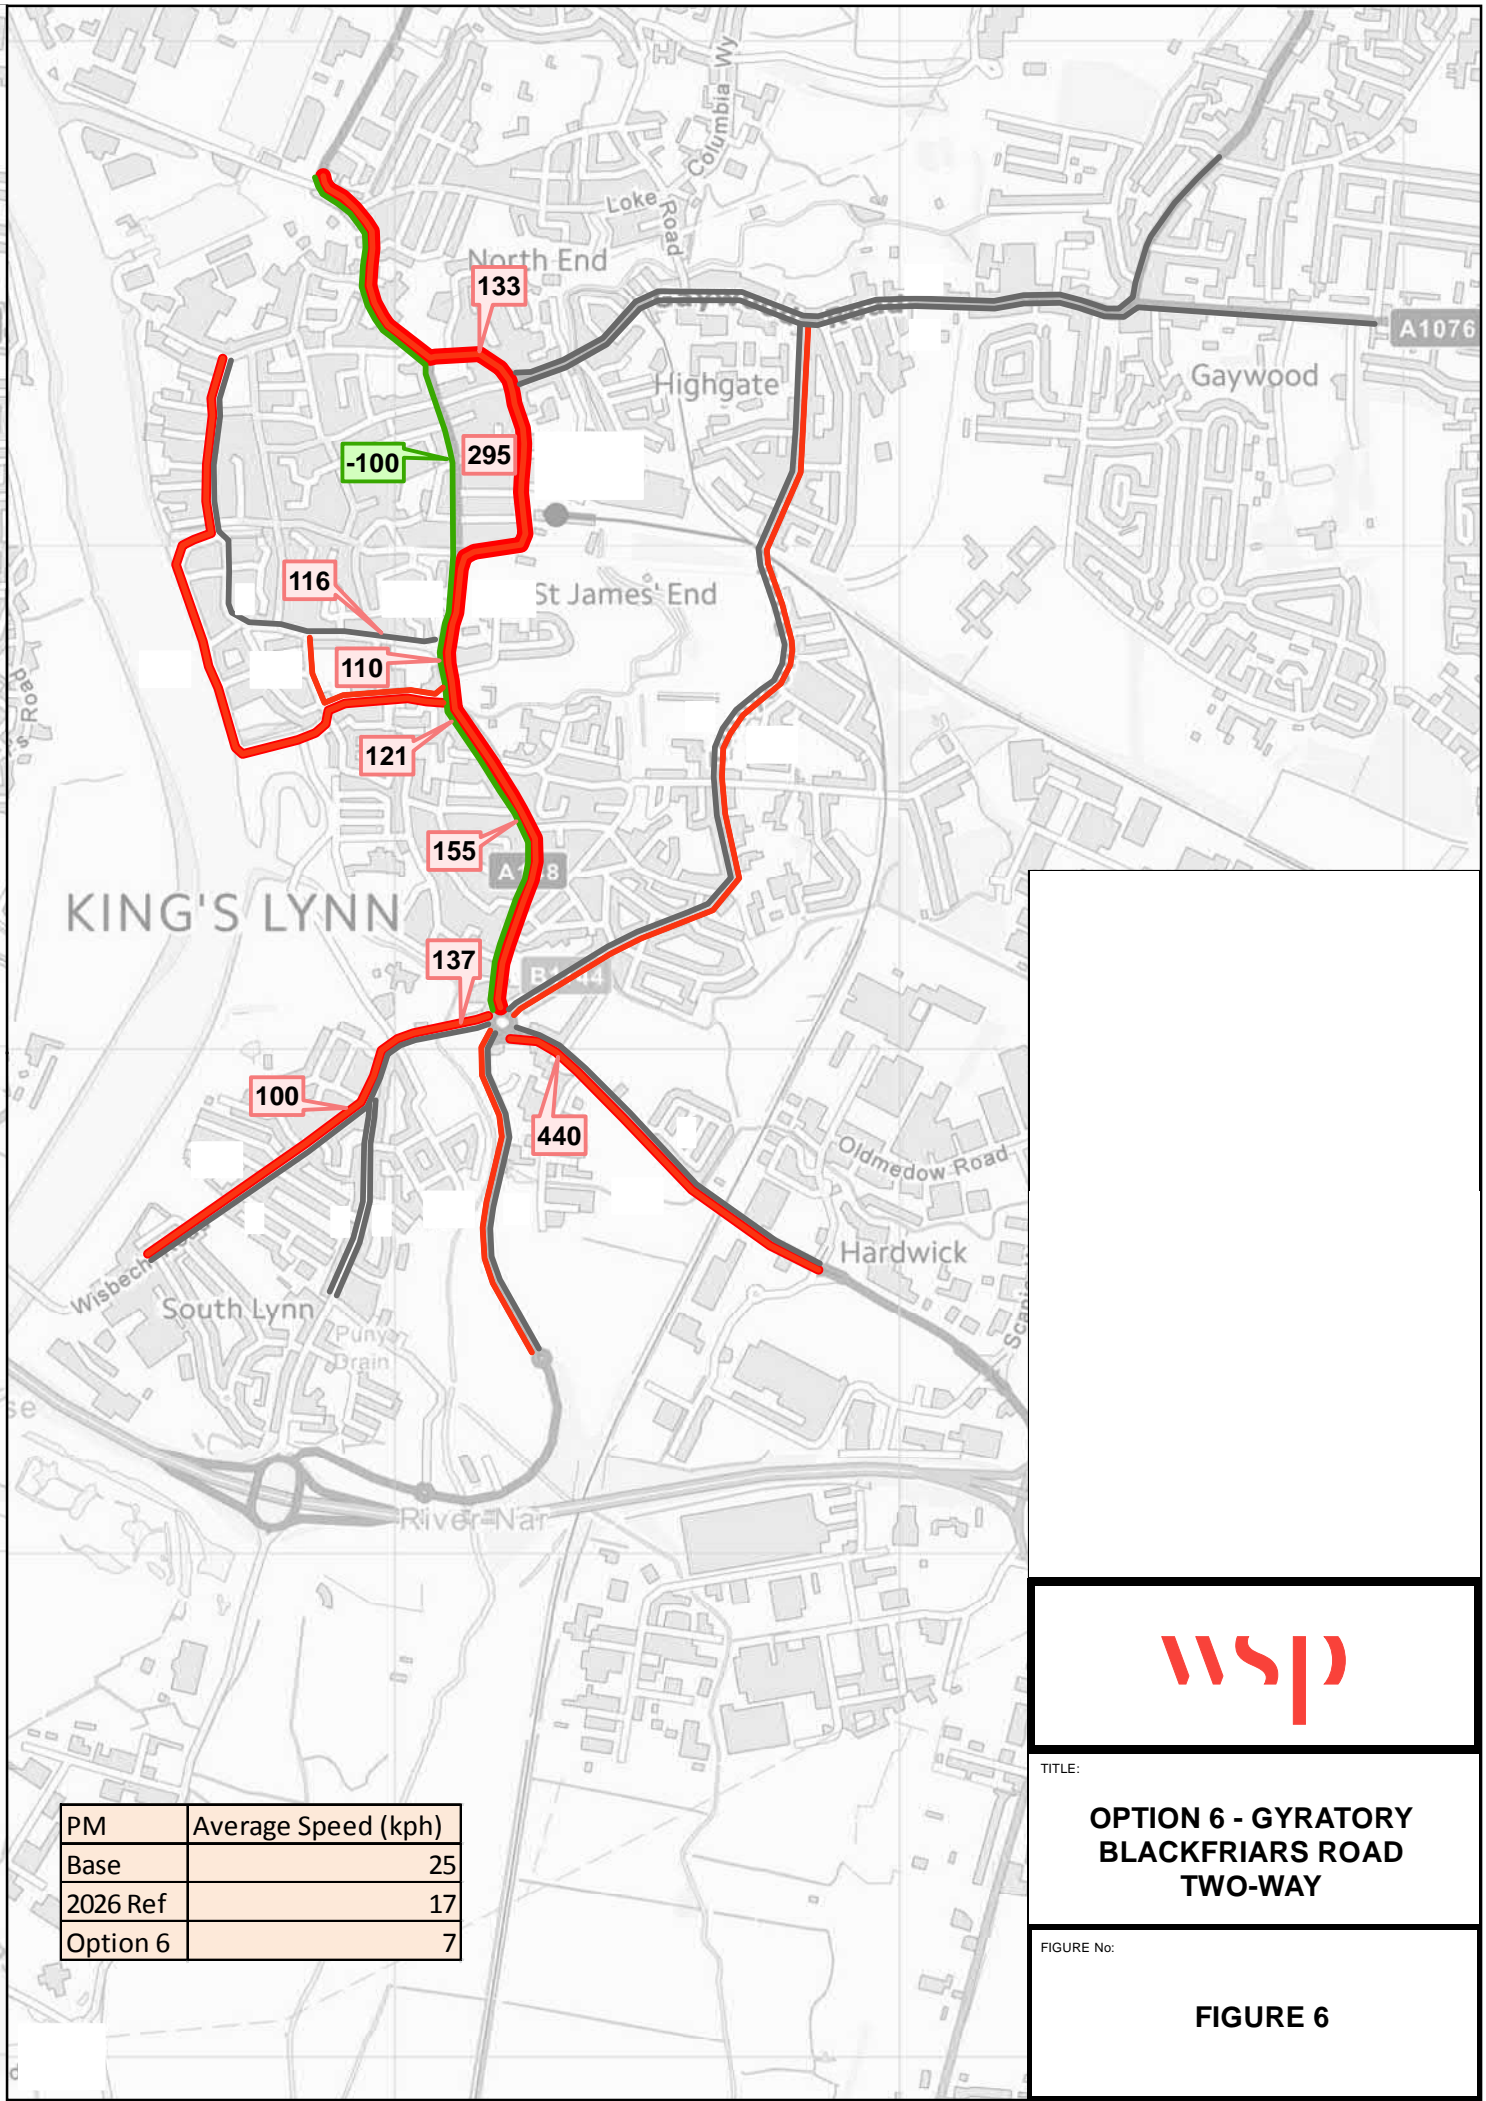 Columbia Wy
Loke Road
North End
133
A1076
Gaywood
Highgate
-100
295
116
St James' End
110
s Road
121
155
KING'S LYNN
137
100
440
Oldmedow Road
Hardwick
Wisbech
South Lynn
Puny
Drain
se
River Nar
wsp
TITLE:
OPTION 6 - GYRATORY
BLACKFRIARS ROAD
TWO-WAY
FIGURE No:
FIGURE 6
PM Average Speed (kph)
Base 25
2026 Ref 17
Option 6 7